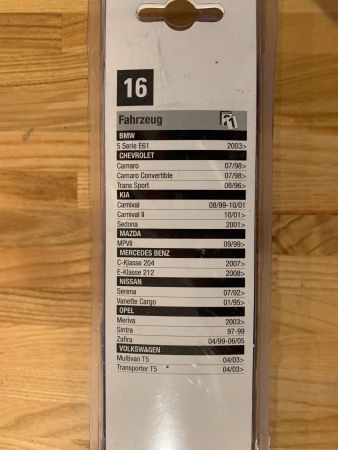 16
Fahrzeug
BMW
5 Serie E61 2003>
CHEVROLET
Camaro 07/98>
Camaro Convertible 07/98>
Trans Sport 08/96>
KIA
Carnival 08/99-10/01
Carnival II 10/01>
Sedona 2001>
MAZDA
MPVII 09/99>
MERCEDES BENZ
C-Klasse 204 2007>
E-Klasse 212 2008>
NISSAN
Serena 07/92>
Vanette Cargo 01/95>
OPEL
Meriva 2003>
Sintra 97-99
Zafira 04/99-06/05
VOLKSWAGEN
Multivan T5 04/03>
Transporter T5 04/03>